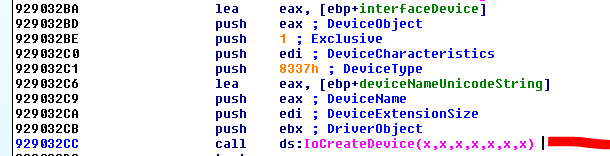 929032BA lea eax, [ebp+interfaceDevice]
929032BD push eax ; DeviceObject
929032BE push 1 ; Exclusive
929032C0 push edi ; DeviceCharacteristics
929032C1 push 8337h ; DeviceType
929032C6 lea eax, [ebp+deviceNameUnicodeString]
929032C9 push eax ; DeviceName
929032CA push edi ; DeviceExtensionSize
929032CB push ebx ; DriverObject
929032CC call ds:IoCreateDevice(x,x,x,x,x,x,x)